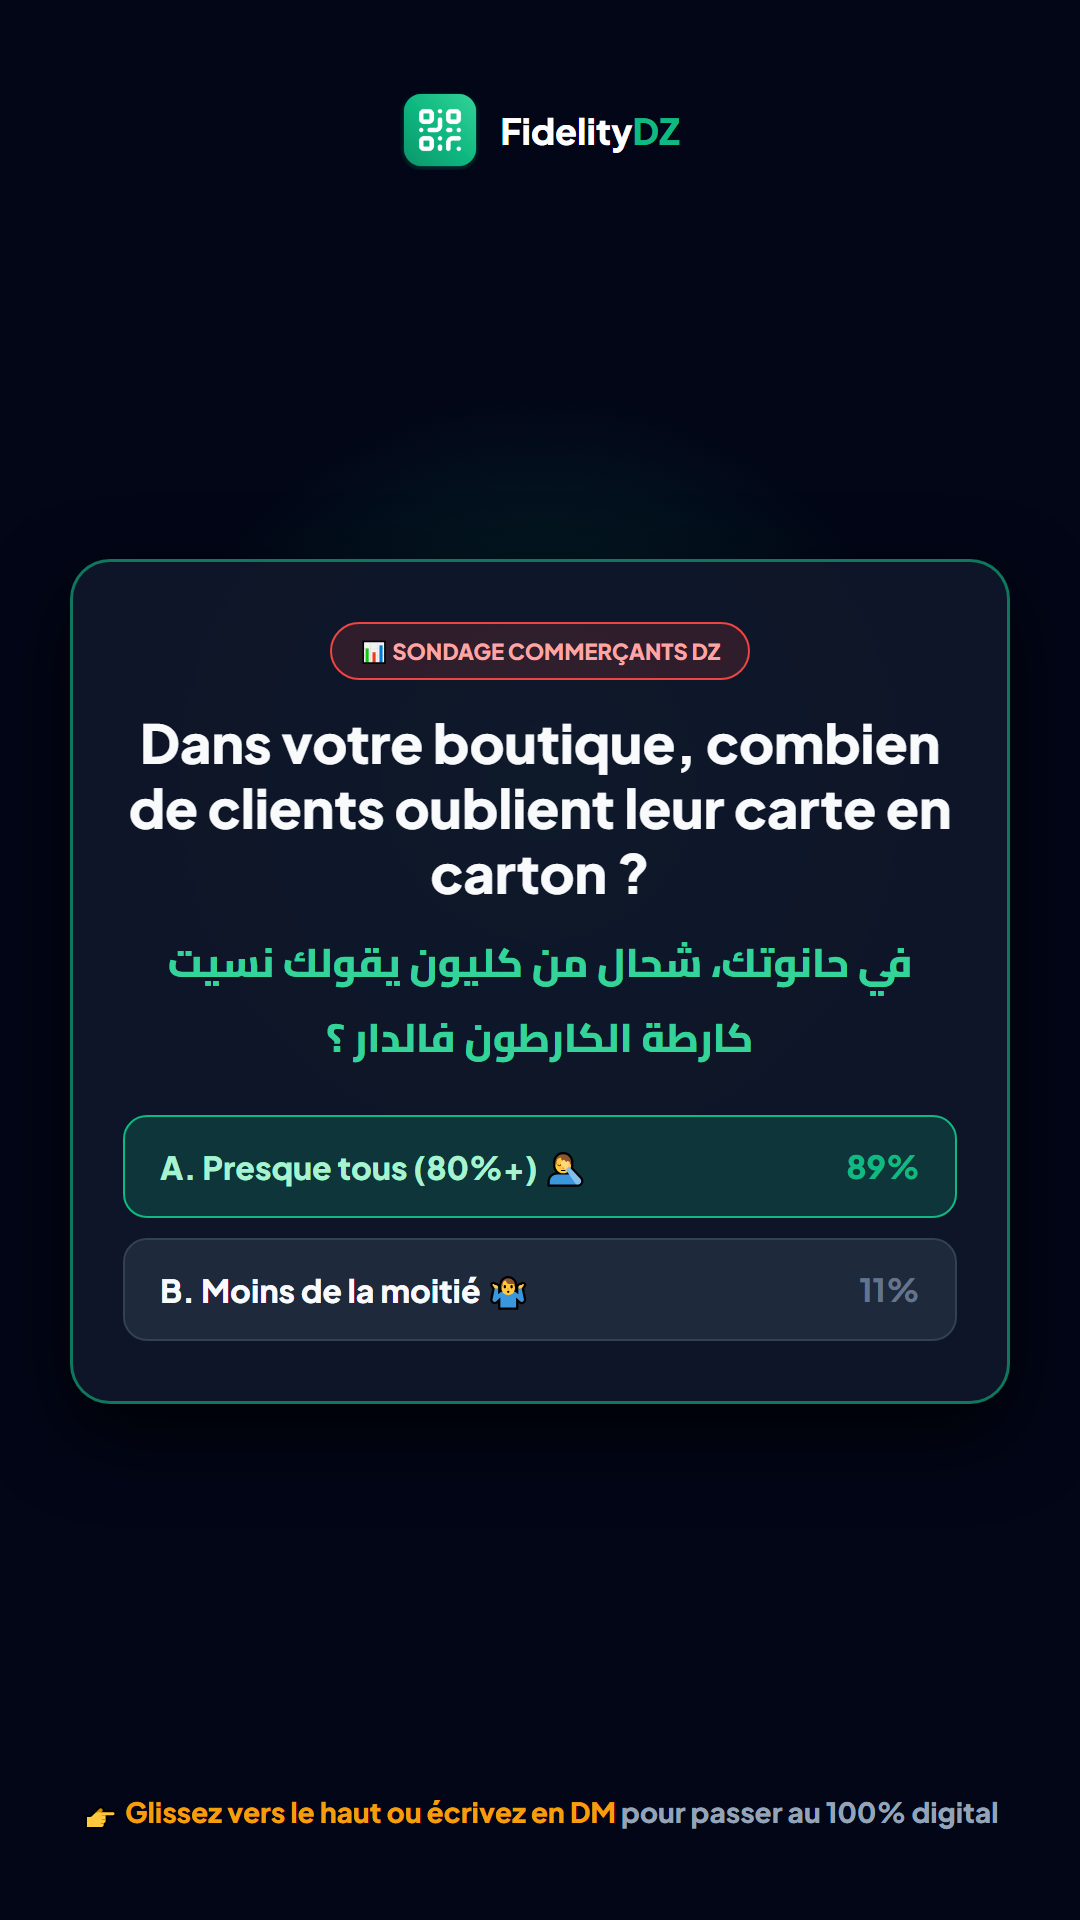 FidelityDZ
📊 SONDAGE COMMERÇANTS DZ
Dans votre boutique, combien
de clients oublient leur carte en
carton ?
في حانوتك، شحال من كليون يقولك نسيت
كارطة الكارطون فالدار ؟
A. Presque tous (80%+) 🤦‍♂️ 89%
B. Moins de la moitié 🤷‍♂️ 11%
👉 Glissez vers le haut ou écrivez en DM pour passer au 100% digital